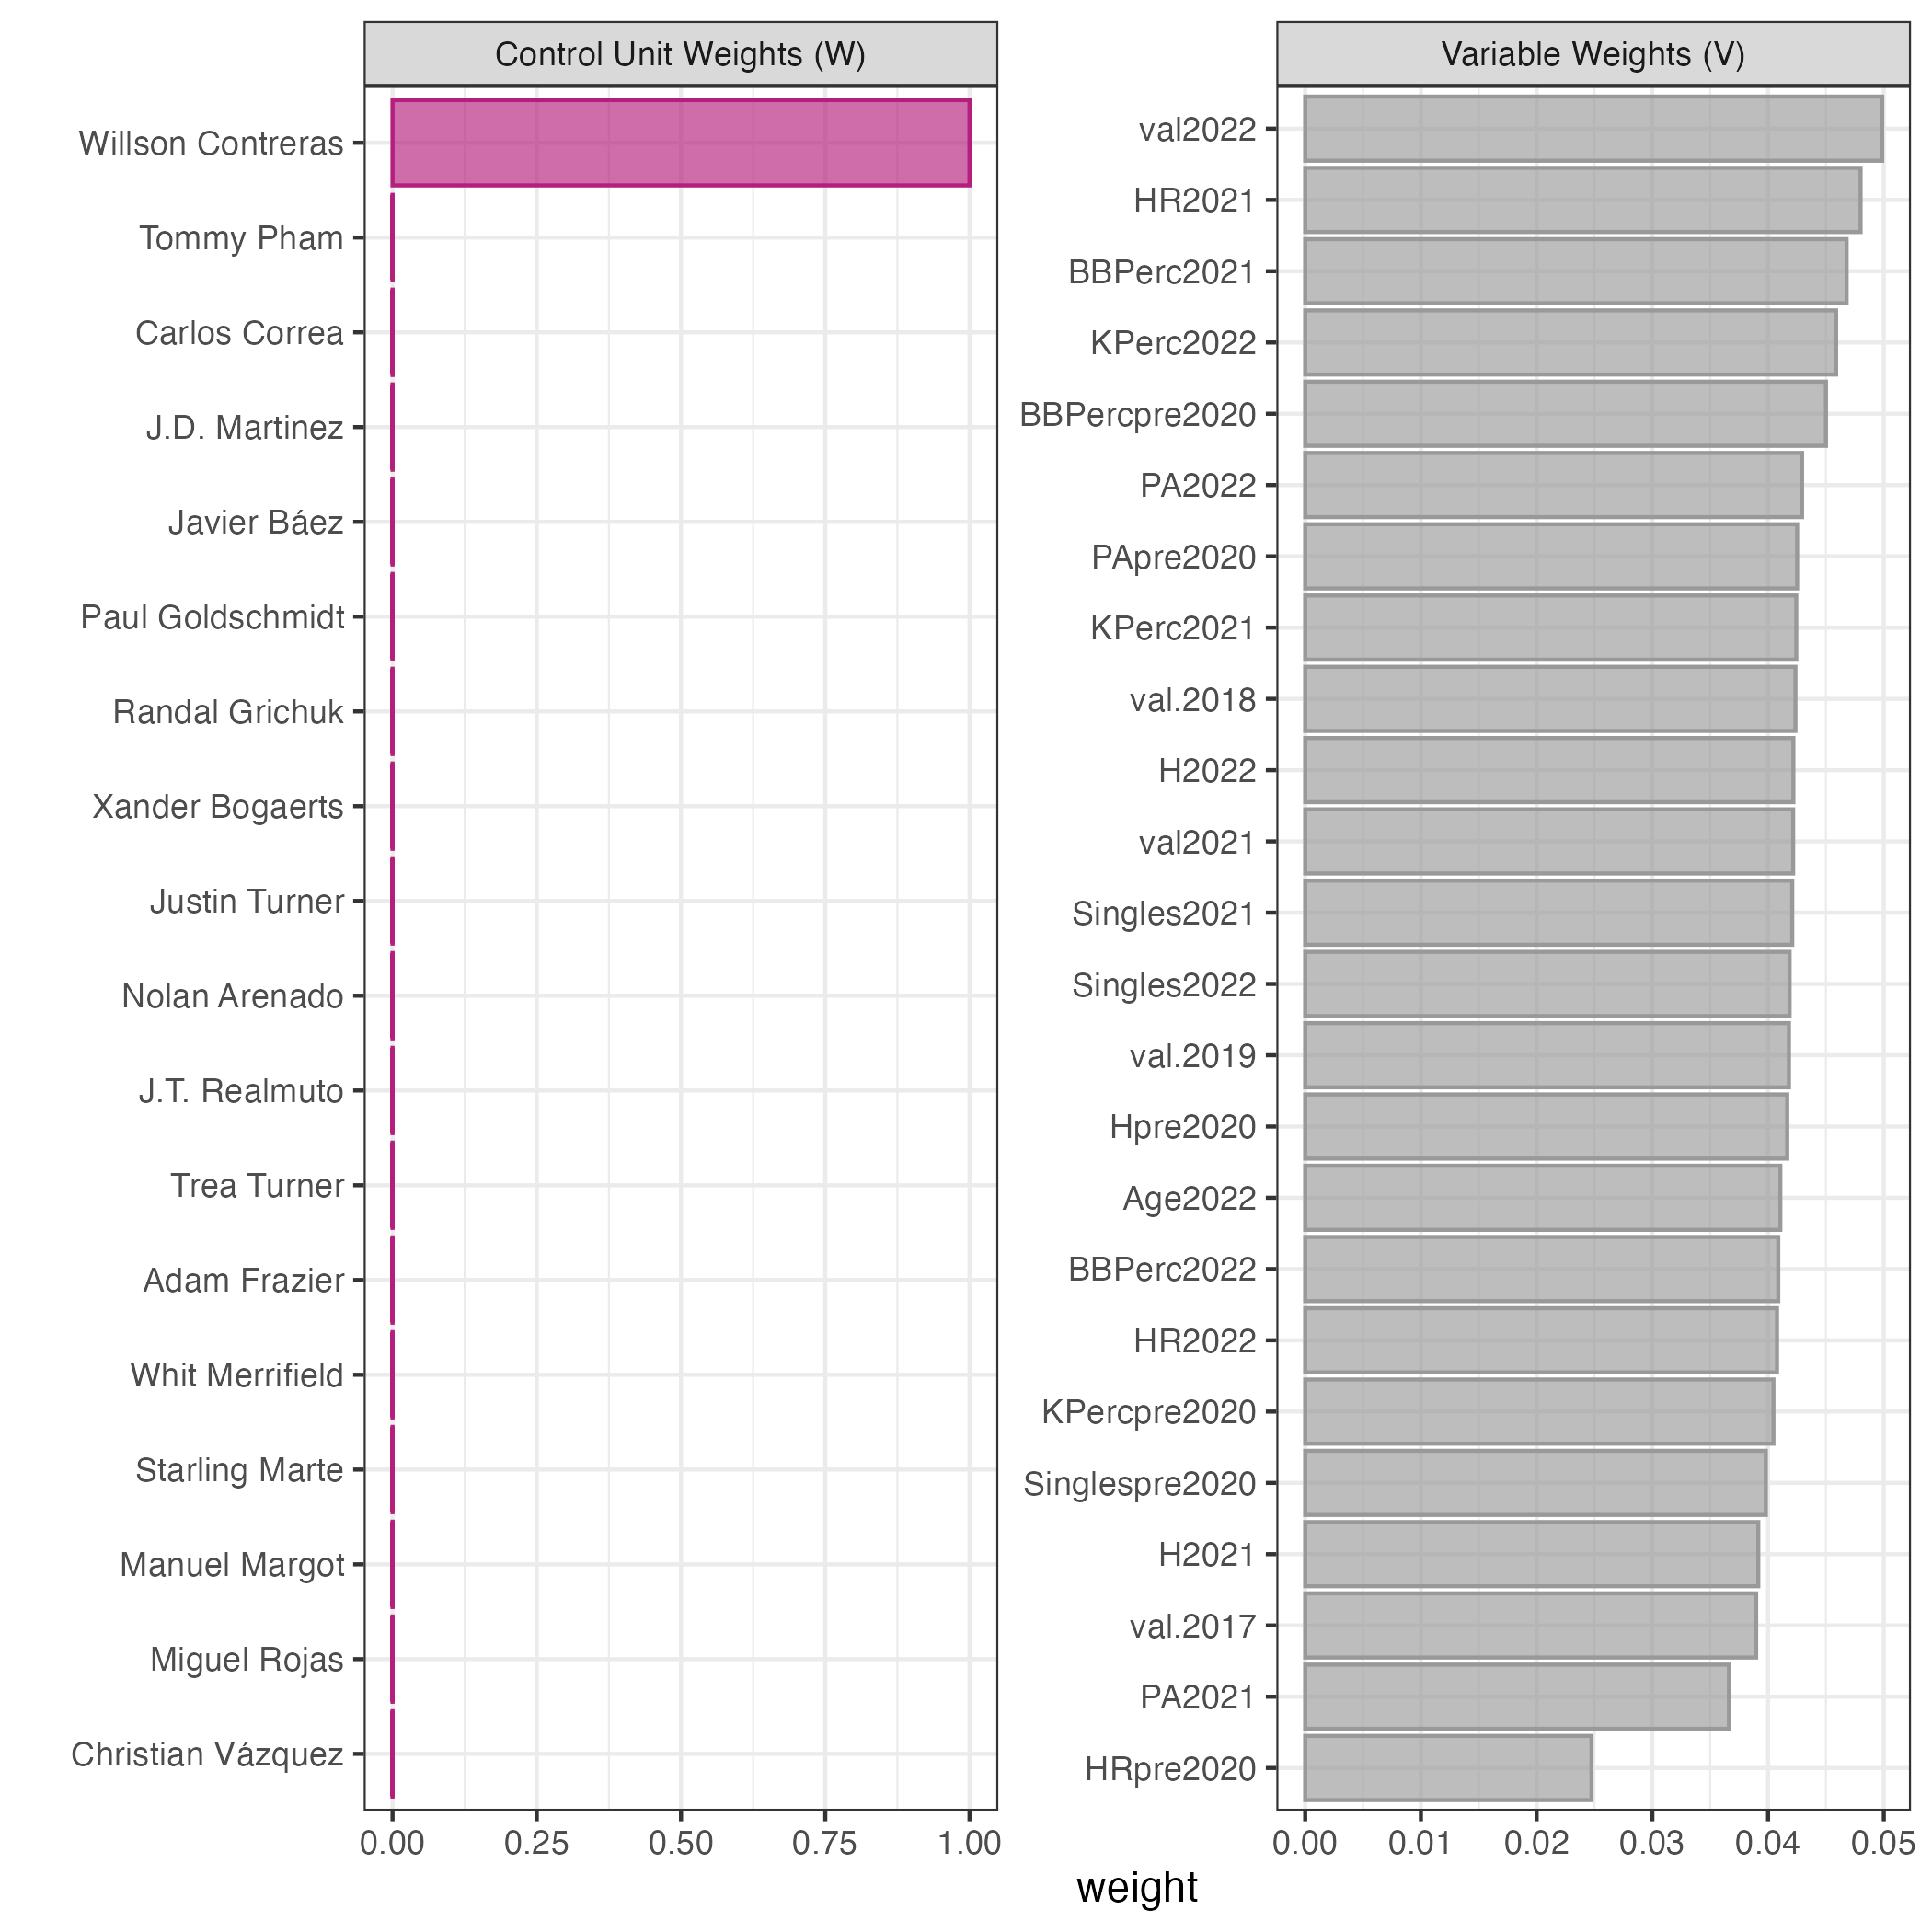 Control Unit Weights (W)
Willson Contreras
Tommy Pham
Carlos Correa
J.D. Martinez
Javier Báez
Paul Goldschmidt
Randal Grichuk
Xander Bogaerts
Justin Turner
Nolan Arenado
J.T. Realmuto
Trea Turner
Adam Frazier
Whit Merrifield
Starling Marte
Manuel Margot
Miguel Rojas
Christian Vázquez
0.00 0.25 0.50 0.75 1.00
Variable Weights (V)
val2022
HR2021
BBPerc2021
KPerc2022
BBPercpre2020
PA2022
PApre2020
KPerc2021
val.2018
H2022
val2021
Singles2021
Singles2022
val.2019
Hpre2020
Age2022
BBPerc2022
HR2022
KPercpre2020
Singlespre2020
H2021
val.2017
PA2021
HRpre2020
0.00 0.01 0.02 0.03 0.04 0.05
weight